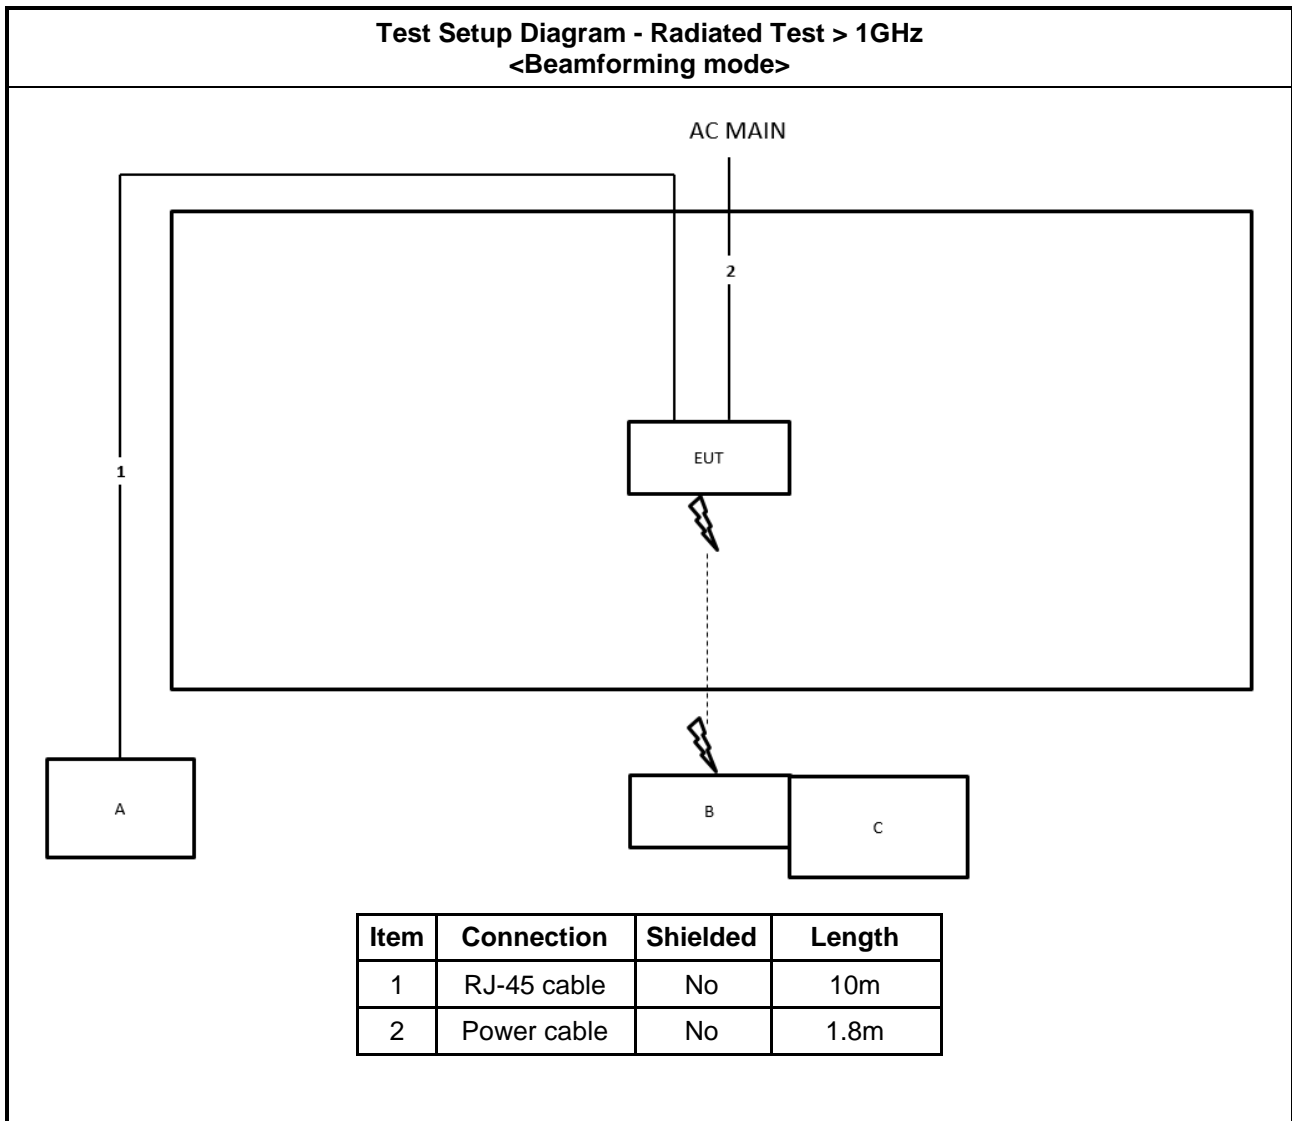 Test Setup Diagram - Radiated Test > 1GHz
<Beamforming mode>
AC MAIN
2
EUT
1
A
B
C
Item Connection Shielded Length
1 RJ-45 cable No 10m
2 Power cable No 1.8m